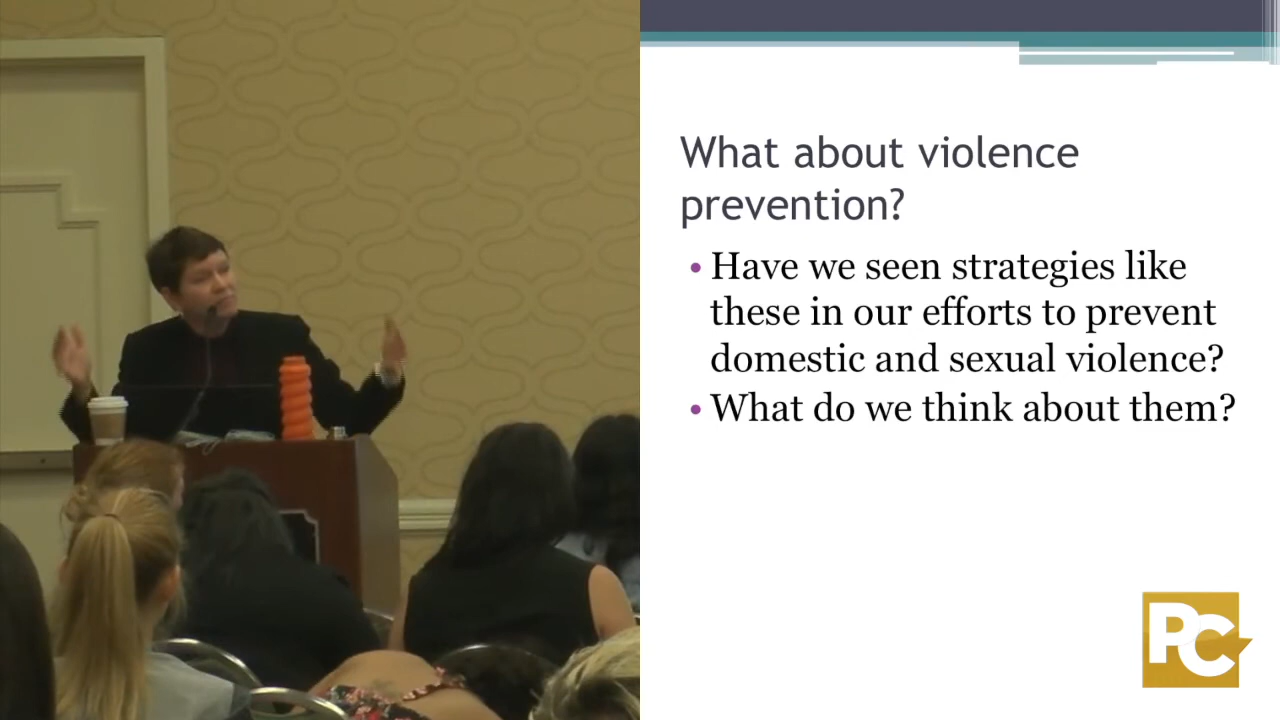 What about violence
prevention?
• Have we seen strategies like
these in our efforts to prevent
domestic and sexual violence?
• What do we think about them?
PC